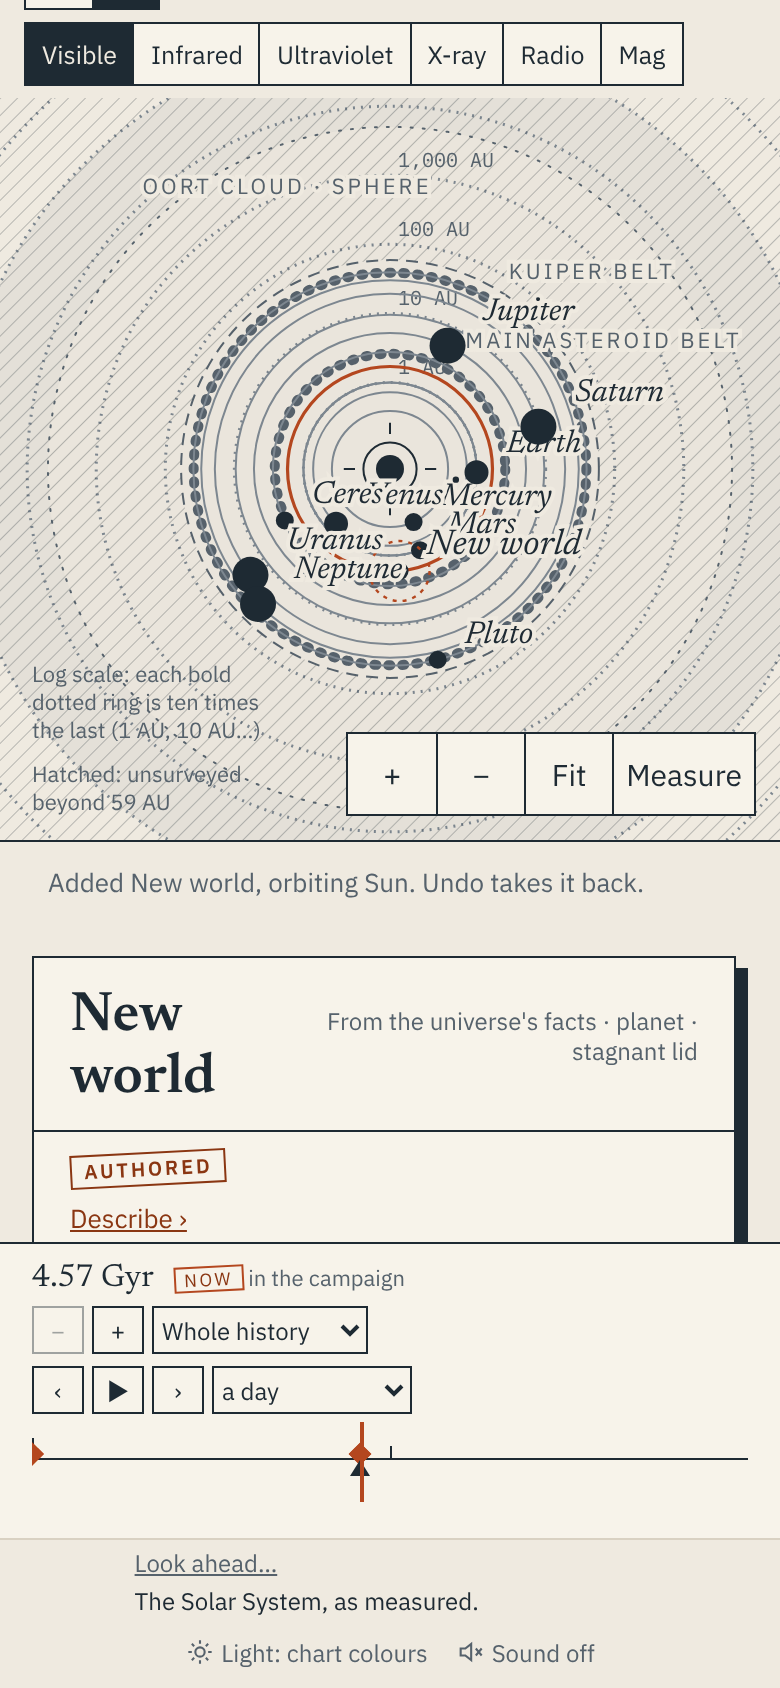 Visible Infrared Ultraviolet X-ray Radio Mag
1,000 AU
OORT CLOUD · SPHERE
100 AU
KUIPER BELT
10 AU
Jupiter
MAIN ASTEROID BELT
1 AU
Saturn
Earth
Ceres Venus Mercury
Mars
Uranus New world
Neptune
Pluto
Log scale: each bold
dotted ring is ten times
the last (1 AU, 10 AU...)
Hatched: unsurveyed
beyond 59 AU
+ − Fit Measure
Added New world, orbiting Sun. Undo takes it back.
New
world
From the universe's facts · planet ·
stagnant lid
AUTHORED
Describe ›
4.57 Gyr NOW in the campaign
− + Whole history
‹ › a day
Look ahead...
The Solar System, as measured.
Light: chart colours Sound off